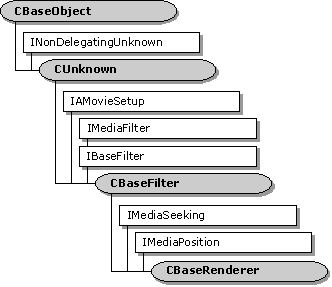 CBaseObject
INonDelegatingUnknown
CUnknown
IAMovieSetup
IMediaFilter
IBaseFilter
CBaseFilter
IMediaSeeking
IMediaPosition
CBaseRenderer